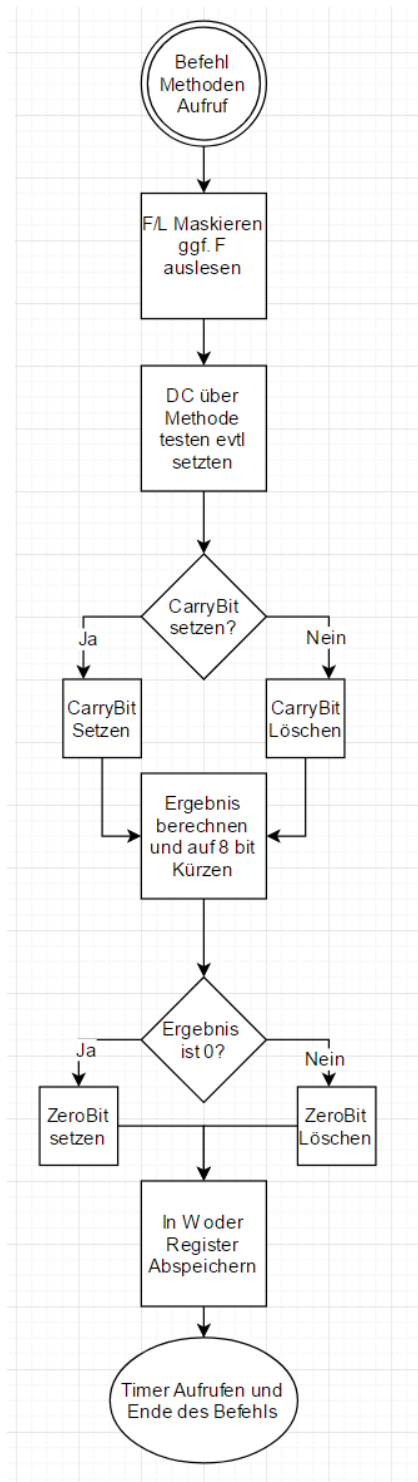 Befehl
Methoden
Aufruf
F/L Maskieren
ggf. F
auslesen
DC über
Methode
testen evtl
setzten
CarryBit
setzen?
Ja
Nein
CarryBit
Setzen
CarryBit
Löschen
Ergebnis
berechnen
und auf 8 bit
Kürzen
Ergebnis
ist 0?
Ja
Nein
ZeroBit
setzen
ZeroBit
Löschen
In W oder
Register
Abspeichern
Timer Aufrufen und
Ende des Befehls